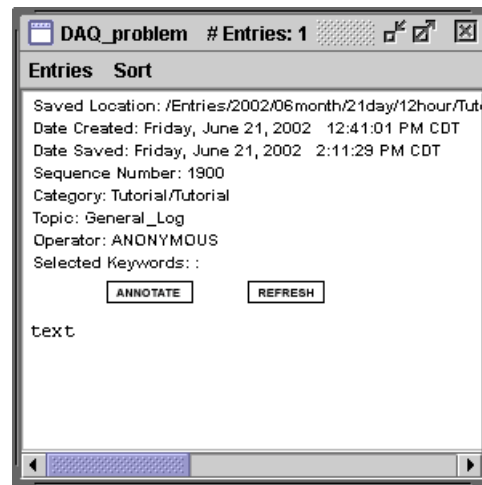 DAQ_problem # Entries: 1
Entries Sort
Saved Location: /Entries/2002/06month/21day/12hour/Tuto
Date Created: Friday, June 21, 2002 12:41:01 PM CDT
Date Saved: Friday, June 21, 2002 2:11:29 PM CDT
Sequence Number: 1900
Category: Tutorial/Tutorial
Topic: General_Log
Operator: ANONYMOUS
Selected Keywords: :
ANNOTATE REFRESH
text